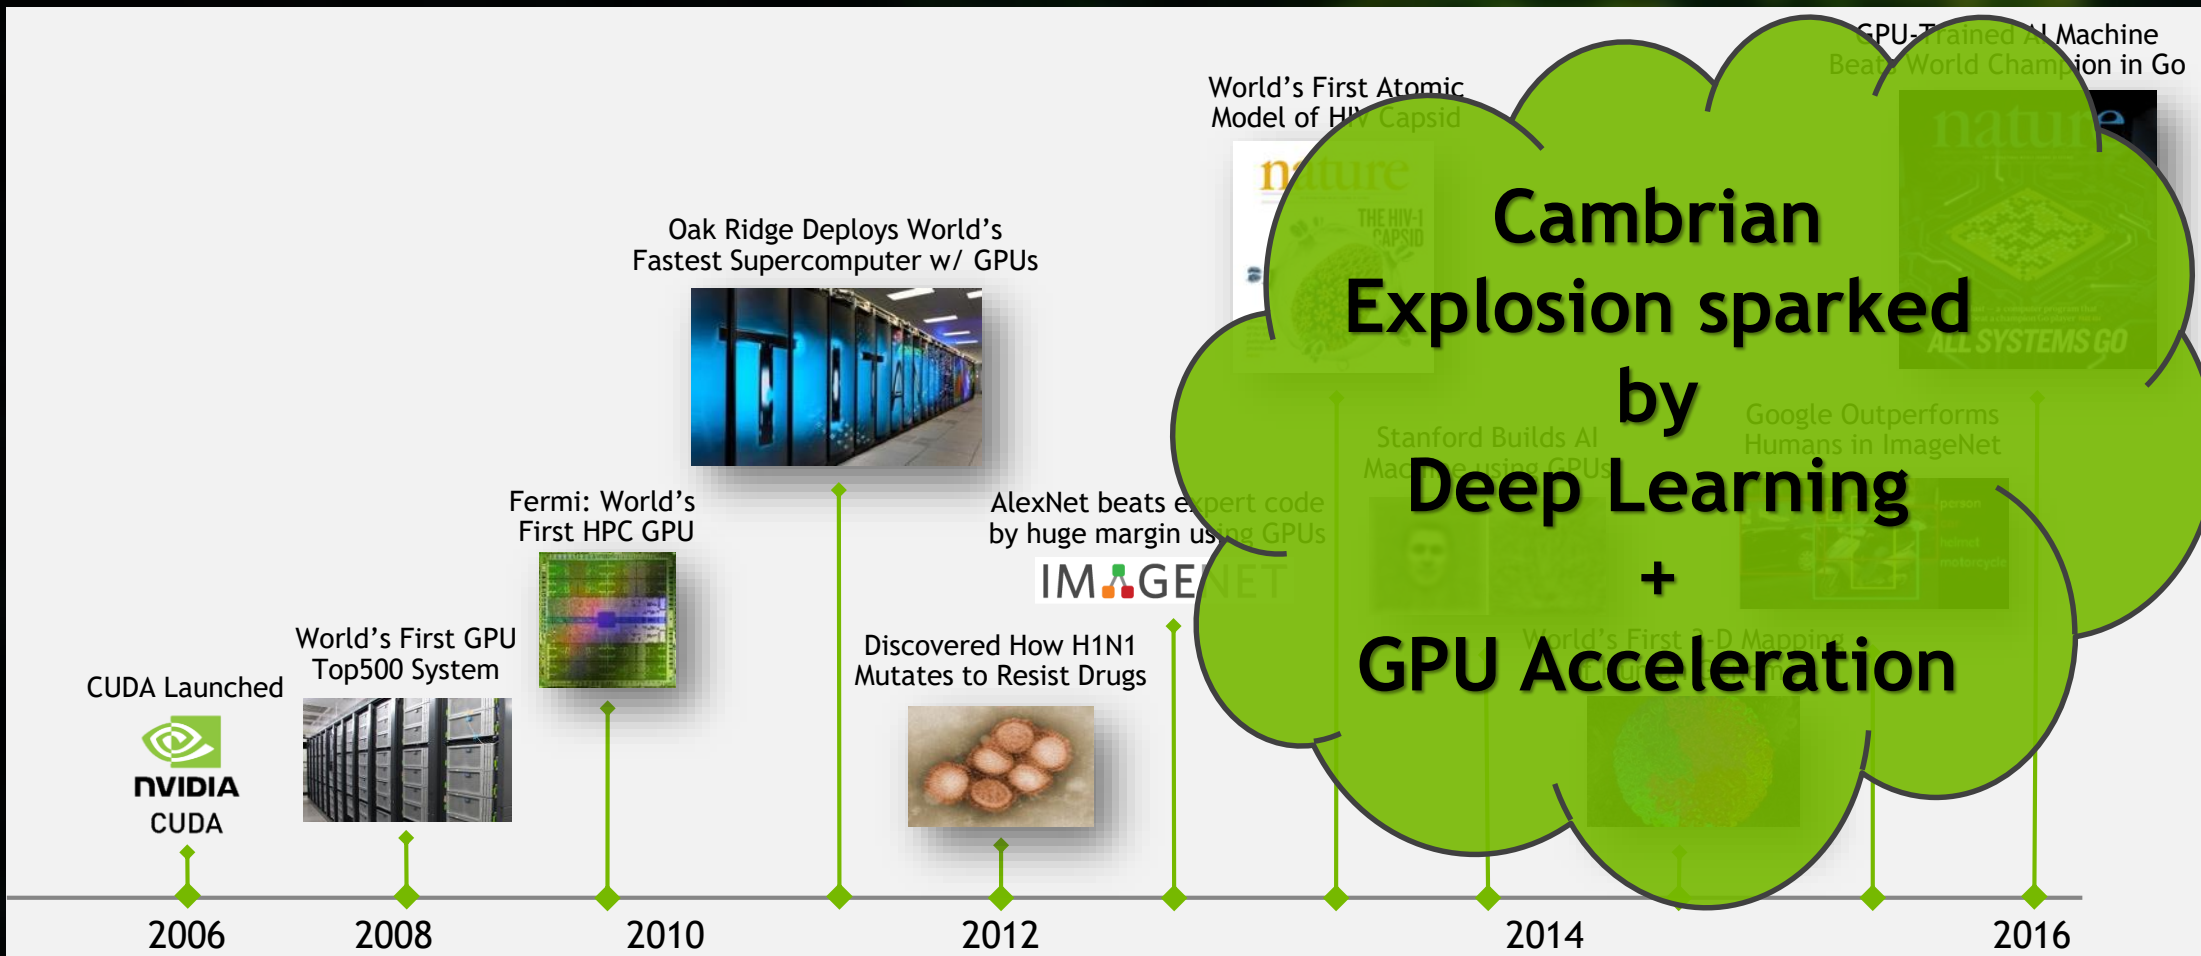 CUDA Launched
NVIDIA
CUDA
World's First GPU
Top500 System
Fermi: World's
First HPC GPU
Oak Ridge Deploys World's
Fastest Supercomputer w/ GPUs
TITAN
Discovered How H1N1
Mutates to Resist Drugs
AlexNet beats expert code
by huge margin using GPUs
IMAGENET
World's First Atomic
Model of HIV Capsid
nature
THE HIV-1
CAPSID
Stanford Builds AI
Machine using GPUs
World's First 3-D Mapping
Google Outperforms
Humans in ImageNet
person
helmet
motorcycle
GPU-Trained AI Machine
Beats World Champion in Go
nature
ALL SYSTEMS GO
Cambrian
Explosion sparked
by
Deep Learning
+
GPU Acceleration
2006
2008
2010
2012
2014
2016